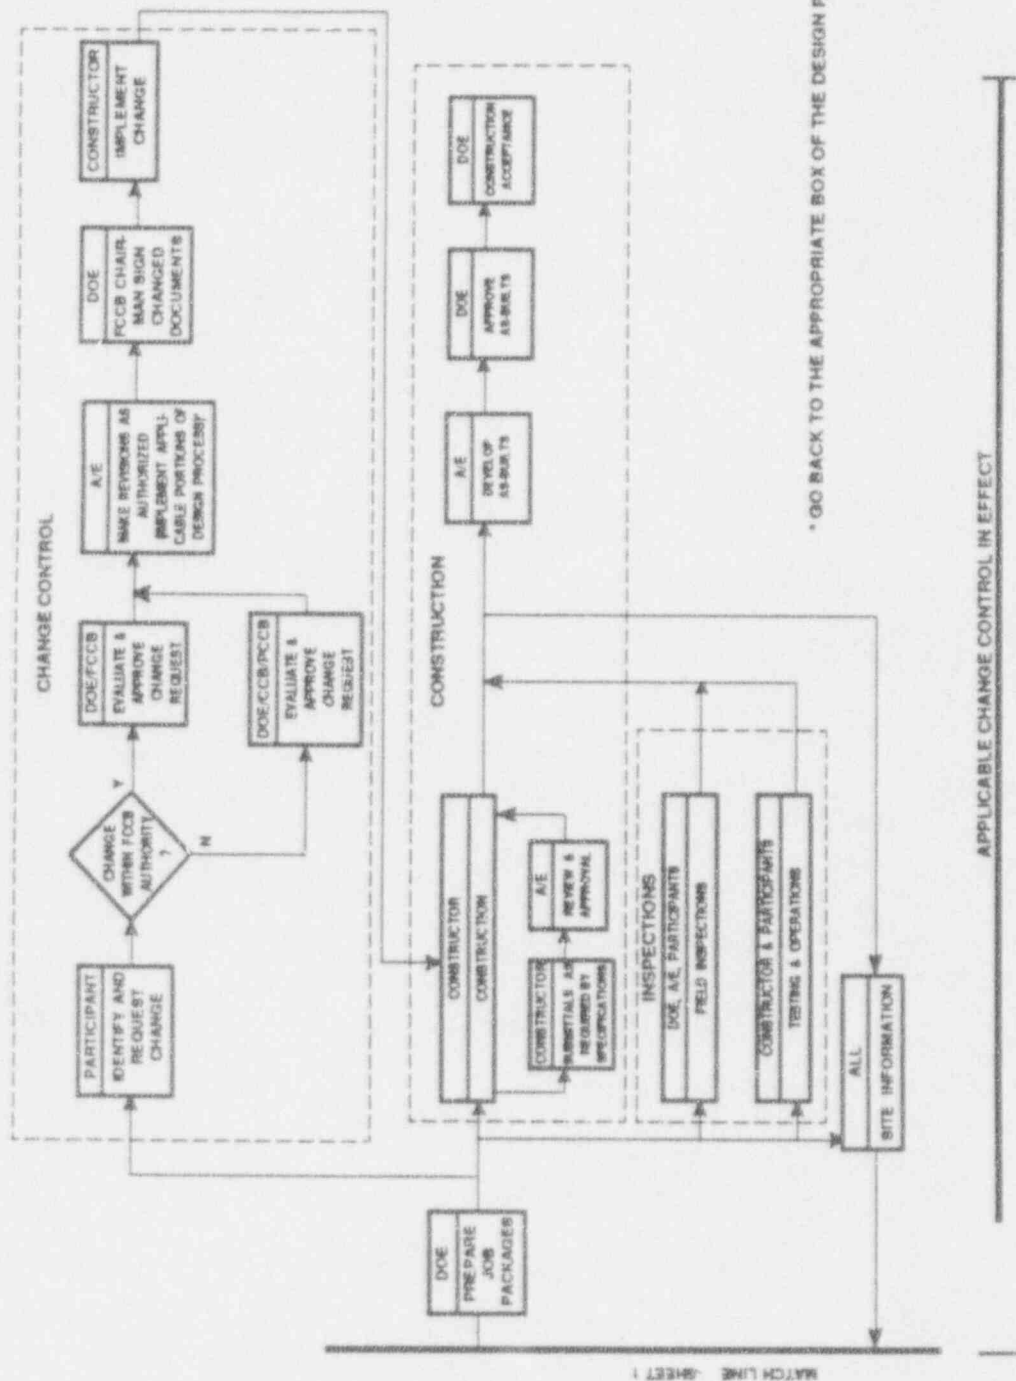 CHANGE CONTROL
PARTICIPANT
IDENTIFY AND
REQUEST
CHANGE
CHANGE
WITHIN FCCB
AUTHORITY
?
Y
N
DOE/FCCB
EVALUATE &
APPROVE
CHANGE
REQUEST
DOE/CCB/PCCB
EVALUATE &
APPROVE
CHANGE
REQUEST
A/E
MAKE REVISIONS AS
AUTHORIZED
(IMPLEMENT APPLI-
CABLE PORTIONS OF
DESIGN PROCESS)*
DOE
FCCB CHAIR-
MAN SIGN
CHANGED
DOCUMENTS
CONSTRUCTOR
IMPLEMENT
CHANGE
DOE
PREPARE
JOB
PACKAGES
CONSTRUCTION
CONSTRUCTOR
CONSTRUCTION
CONSTRUCTOR
SUBMITTALS AS
REQUIRED BY
SPECIFICATIONS
A/E
REVIEW &
APPROVAL
A/E
DEVELOP
AS-BUILTS
DOE
APPROVE
AS-BUILTS
DOE
CONSTRUCTION
ACCEPTANCE
INSPECTIONS
DOE, A/E, PARTICIPANTS
FIELD INSPECTIONS
CONSTRUCTOR & PARTICIPANTS
TESTING & OPERATIONS
ALL
SITE INFORMATION
* GO BACK TO THE APPROPRIATE BOX OF THE DESIGN
MATCH LINE - SHEET 1
APPLICABLE CHANGE CONTROL IN EFFECT